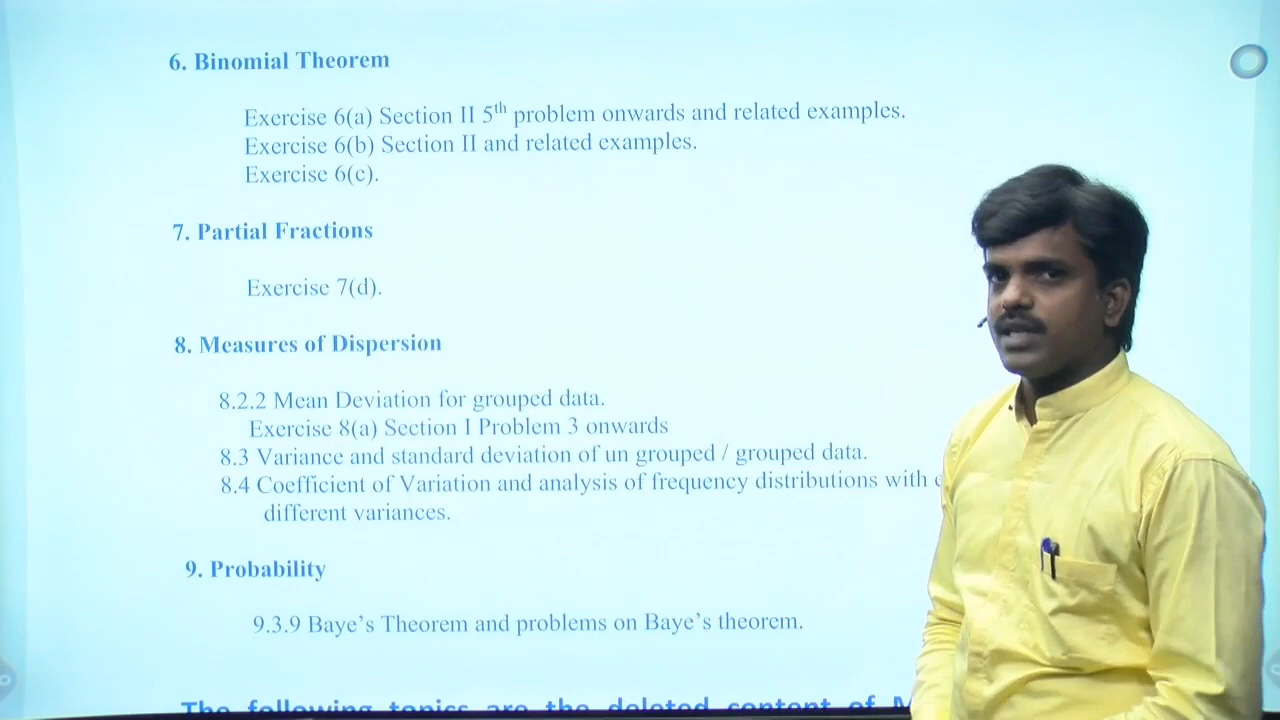 6. Binomial Theorem
Exercise 6(a) Section II 5th problem onwards and related examples.
Exercise 6(b) Section II and related examples.
Exercise 6(c).
7. Partial Fractions
Exercise 7(d).
8. Measures of Dispersion
8.2.2 Mean Deviation for grouped data.
Exercise 8(a) Section I Problem 3 onwards
8.3 Variance and standard deviation of un grouped / grouped data.
8.4 Coefficient of Variation and analysis of frequency distributions with
different variances.
9. Probability
9.3.9 Baye's Theorem and problems on Baye's theorem.
The following topics are the deleted content of